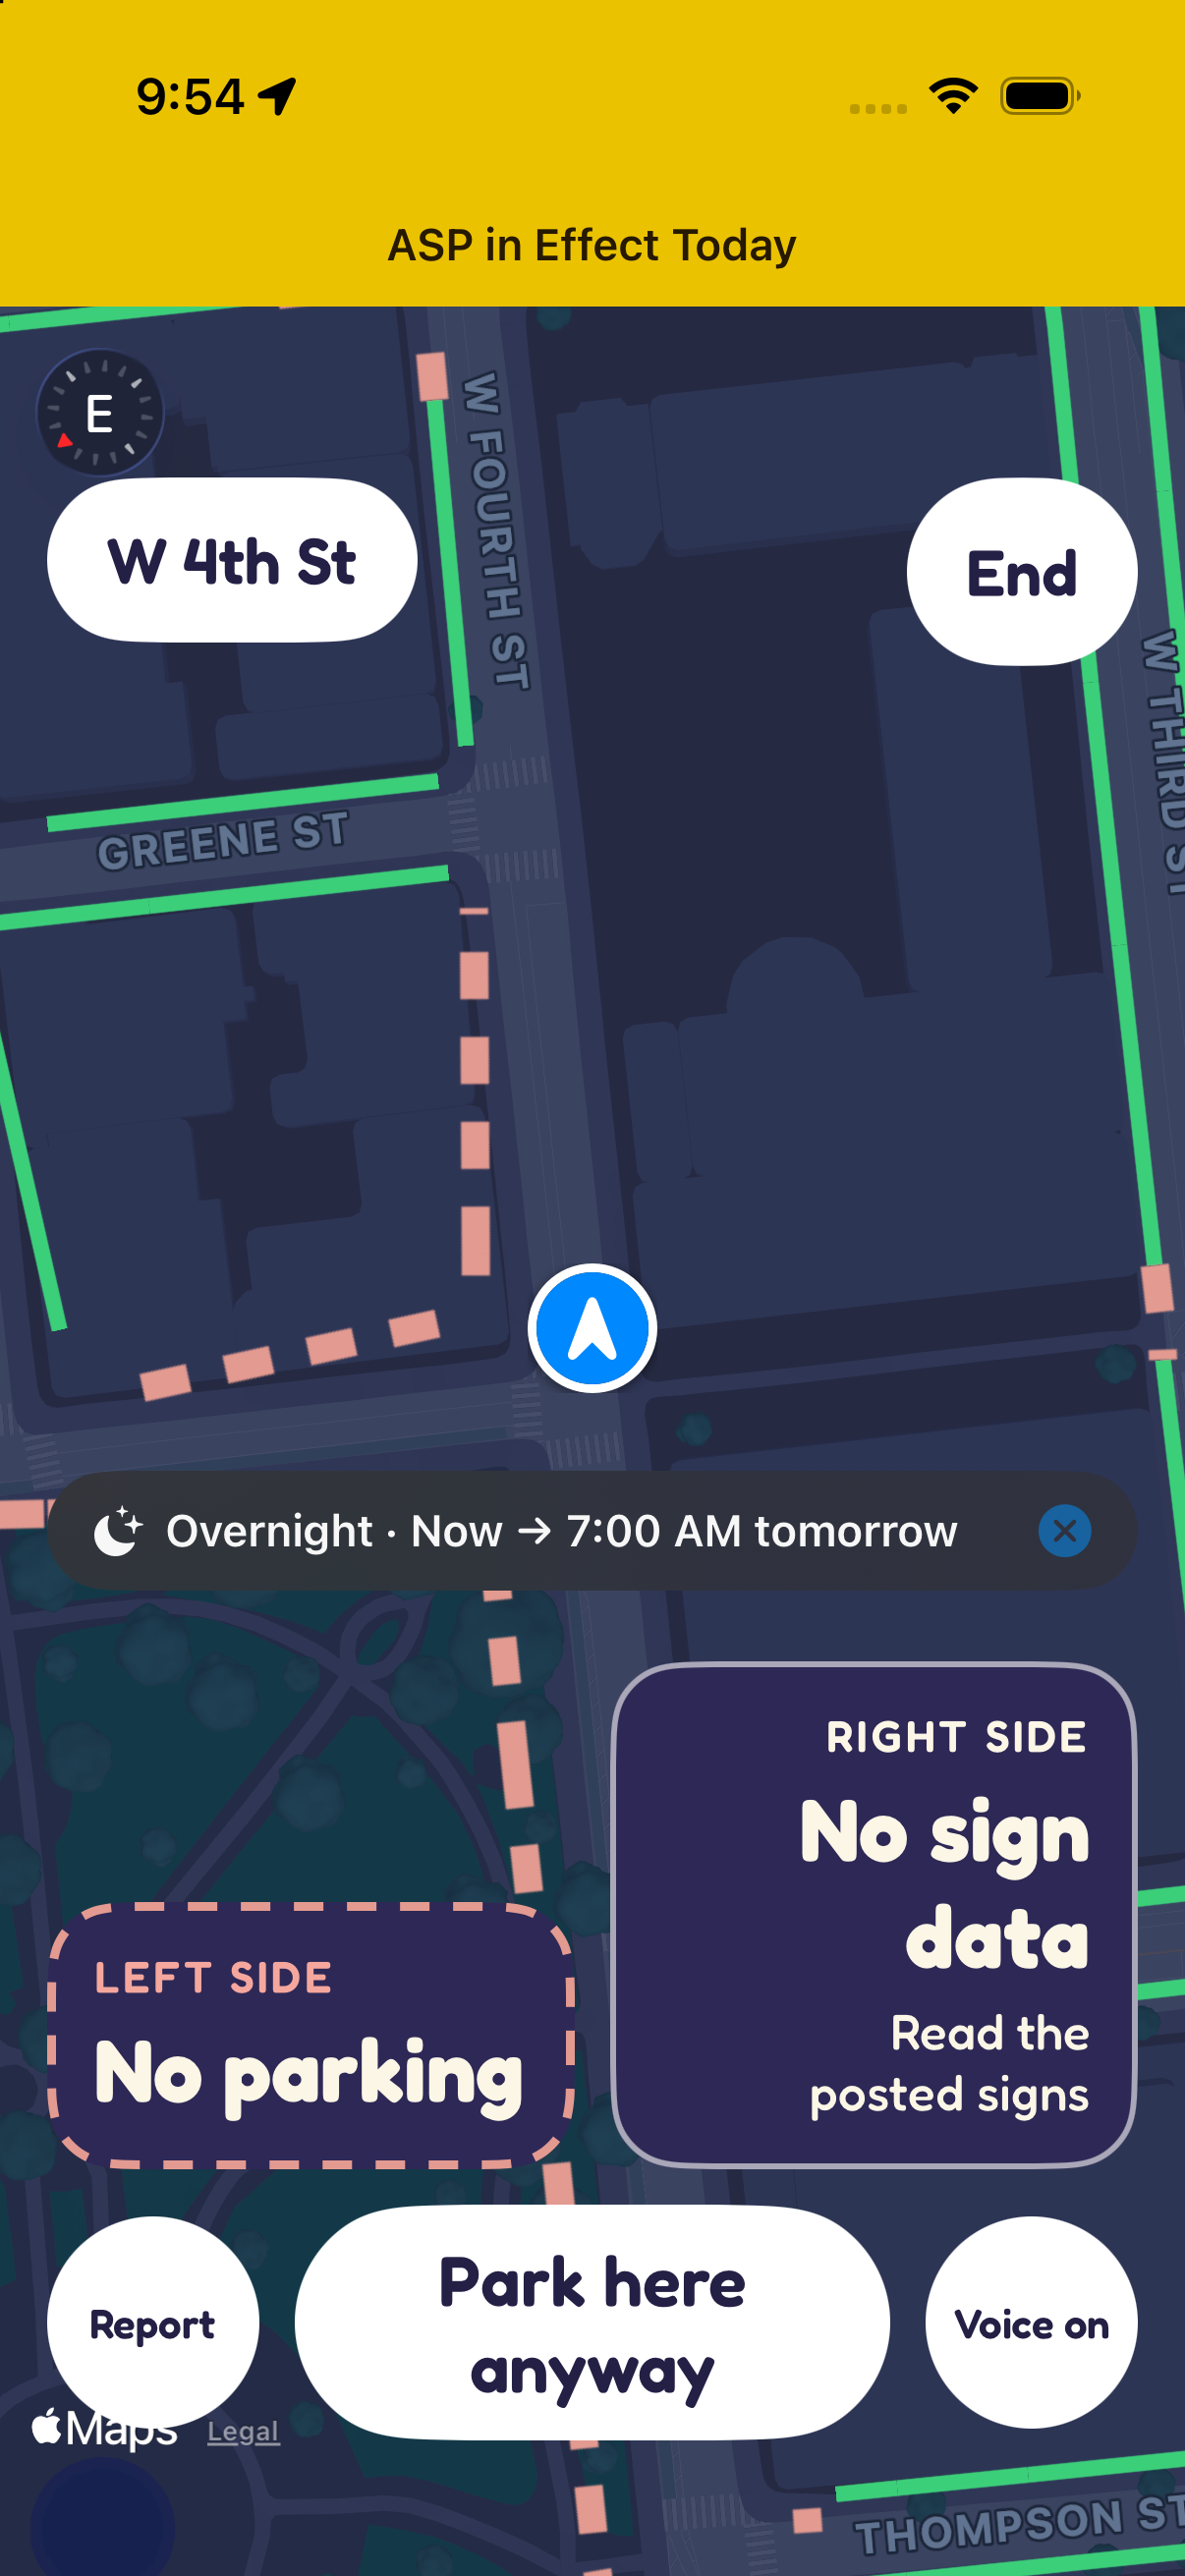 9:54
ASP in Effect Today
E
W 4th St
End
W FOURTH ST
W THIRD ST
GREENE ST
Overnight · Now → 7:00 AM tomorrow
RIGHT SIDE
No sign
data
Read the
posted signs
LEFT SIDE
No parking
Park here
anyway
Report
Voice on
Maps
Legal
THOMPSON ST